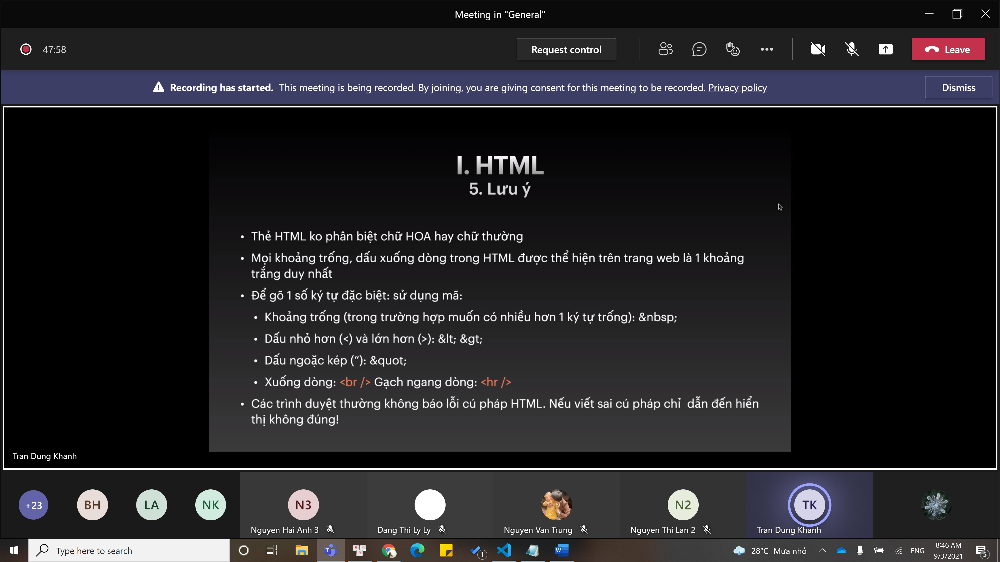 Meeting in "General"
47:58
Request control
Leave
Recording has started. This meeting is being recorded. By joining, you are giving consent for this meeting to be recorded. Privacy policy
Dismiss
I. HTML
5. Lưu ý
• Thẻ HTML ko phân biệt chữ HOA hay chữ thường
• Mọi khoảng trống, dấu xuống dòng trong HTML được thể hiện trên trang web là 1 khoảng
trắng duy nhất
• Để gõ 1 số ký tự đặc biệt: sử dụng mã:
• Khoảng trống (trong trường hợp muốn có nhiều hơn 1 ký tự trống): &nbsp;
• Dấu nhỏ hơn (<) và lớn hơn (>): &lt; &gt;
• Dấu ngoặc kép (“): &quot;
• Xuống dòng: <br /> Gạch ngang dòng: <hr />
• Các trình duyệt thường không báo lỗi cú pháp HTML. Nếu viết sai cú pháp chỉ  dẫn đến hiển
thị không đúng!
Tran Dung Khanh
+23
BH
LA
NK
N3
N2
TK
Nguyen Hai Anh 3
Dang Thi Ly Ly
Nguyen Van Trung
Nguyen Thi Lan 2
Tran Dung Khanh
Type here to search
1
28°C Mưa nhỏ
ENG
8:46 AM
9/3/2021
5